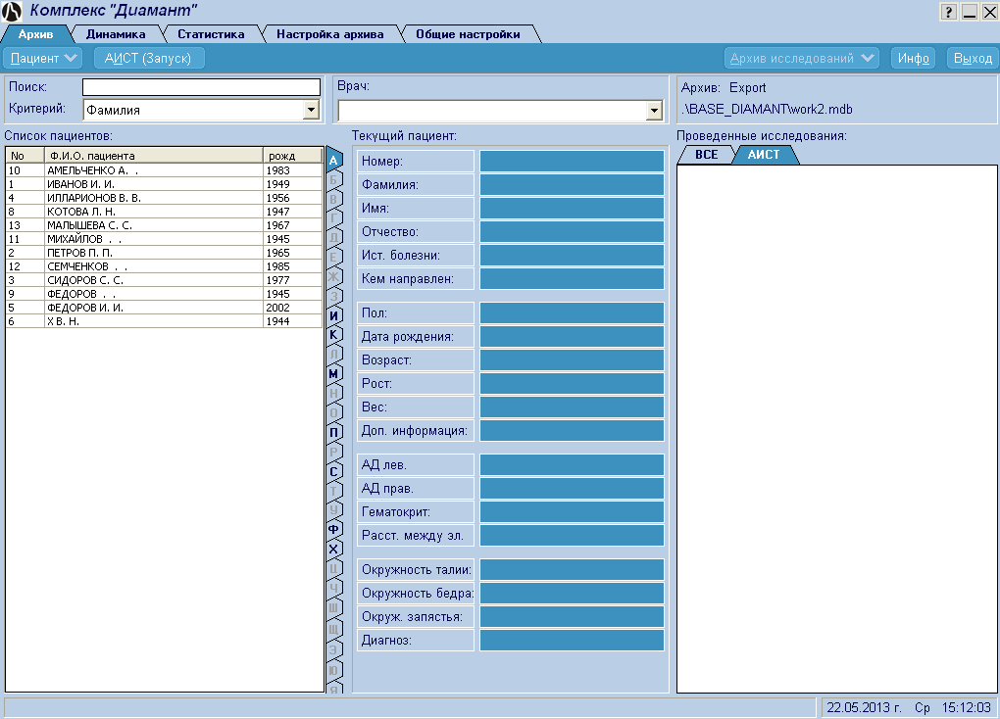 Комплекс "Диамант"
Архив Динамика Статистика Настройка архива Общие настройки
Пациент АИСТ (Запуск) Архив исследований Инфо Выход
Поиск:
Критерий: Фамилия
Врач:
Архив: Export
.\BASE_DIAMANT\work2.mdb
Список пациентов:
No Ф.И.О. пациента рожд
10 АМЕЛЬЧЕНКО А. . 1983
1 ИВАНОВ И. И. 1949
4 ИЛЛАРИОНОВ В. В. 1956
8 КОТОВА Л. Н. 1947
13 МАЛЫШЕВА С. С. 1967
11 МИХАЙЛОВ . . 1945
2 ПЕТРОВ П. П. 1965
12 СЕМЧЕНКОВ . . 1985
3 СИДОРОВ С. С. 1977
9 ФЕДОРОВ . . 1945
5 ФЕДОРОВ И. И. 2002
6 Х В. Н. 1944
А
Б
В
Г
Д
Е
Ж
З
И
К
Л
М
Н
О
П
Р
С
Т
У
Ф
Х
Ц
Ч
Ш
Щ
Э
Ю
Я
Текущий пациент:
Номер:
Фамилия:
Имя:
Отчество:
Ист. болезни:
Кем направлен:
Пол:
Дата рождения:
Возраст:
Рост:
Вес:
Доп. информация:
АД лев.
АД прав.
Гематокрит:
Расст. между эл.
Окружность талии:
Окружность бедра:
Окруж. запястья:
Диагноз:
Проведенные исследования:
ВСЕ АИСТ
22.05.2013 г. Ср 15:12:03